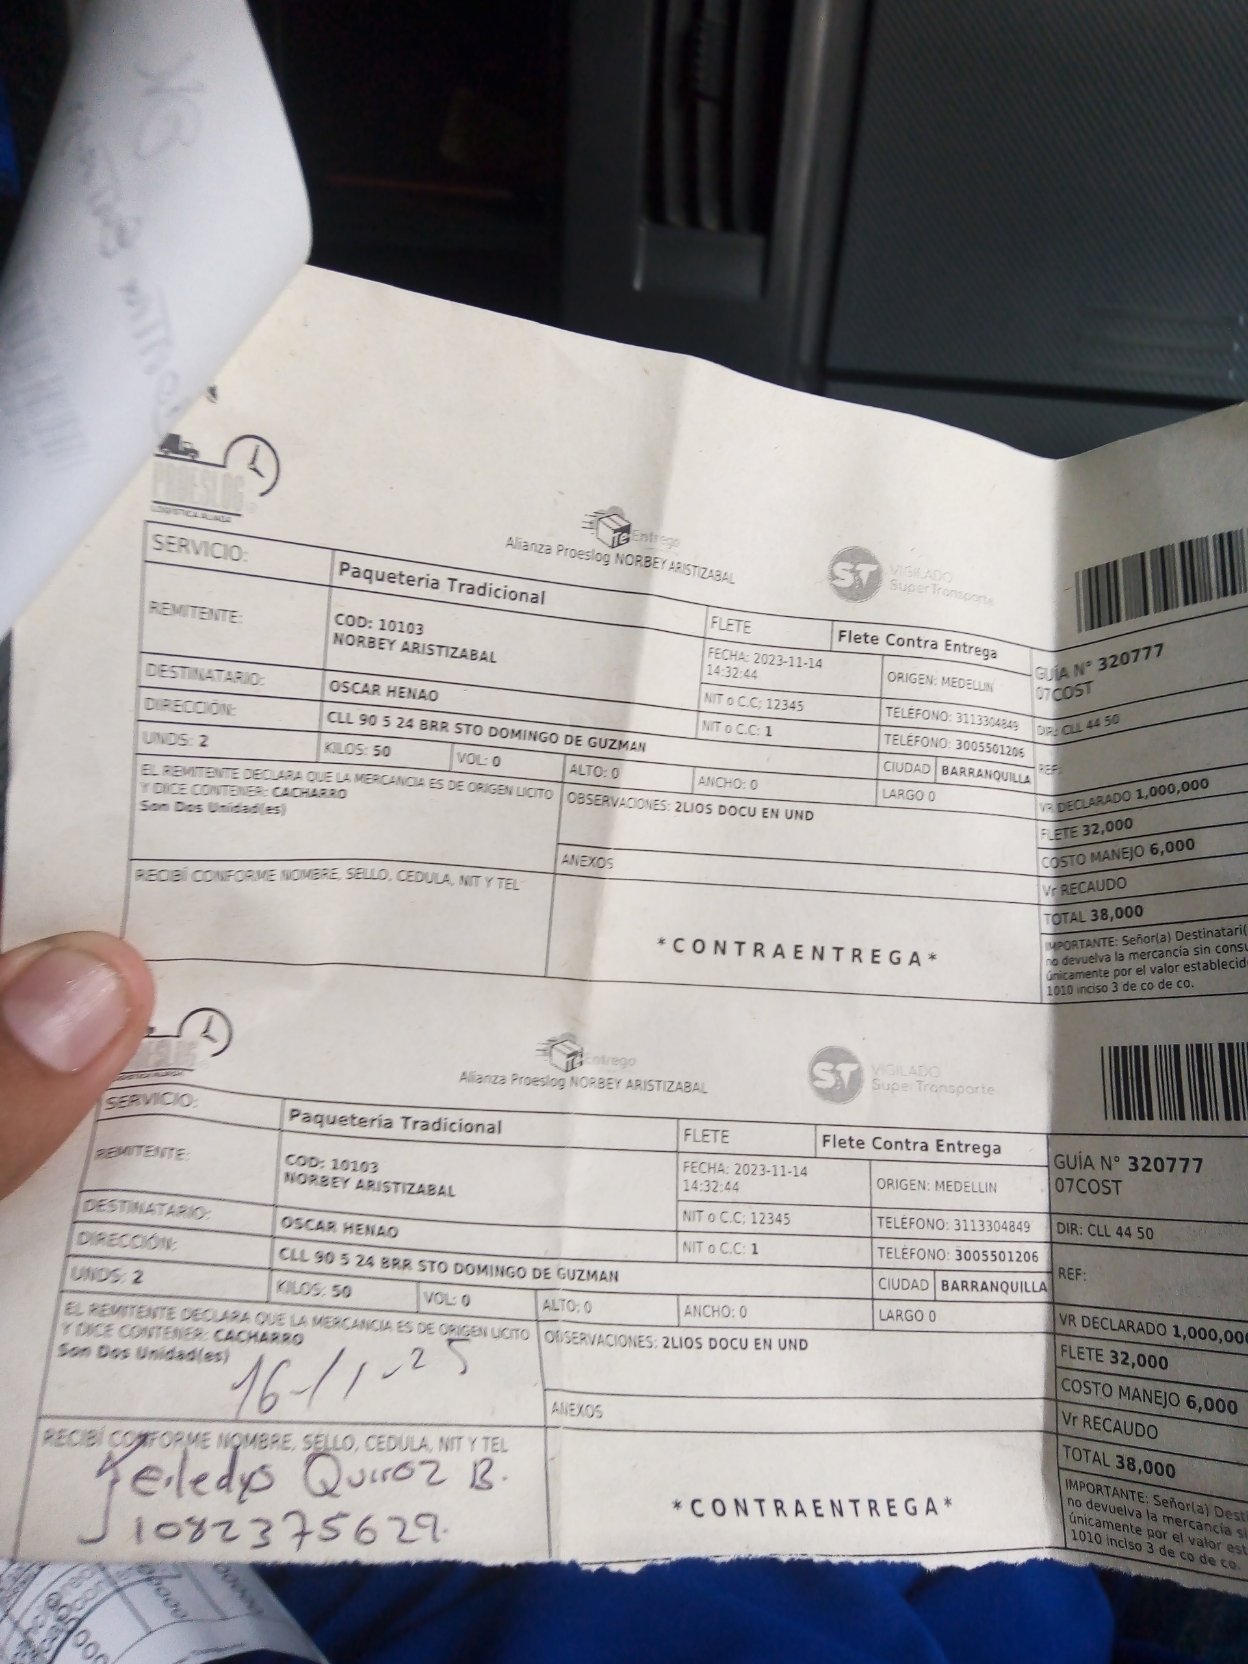 PROESLOG
LOGISTICA ALIADA
Te Entrego
Alianza Proeslog NORBEY ARISTIZABAL
ST VIGILADO
SuperTransporte
SERVICIO: Paqueteria Tradicional
FLETE Flete Contra Entrega
REMITENTE: COD: 10103
NORBEY ARISTIZABAL
FECHA: 2023-11-14
14:32:44
ORIGEN: MEDELLIN
GUÍA N° 320777
07COST
NIT o C.C; 12345
TELÉFONO: 3113304849
DIR: CLL 44 50
DESTINATARIO: OSCAR HENAO
NIT o C.C: 1
TELÉFONO: 3005501206
REF:
DIRECCIÓN: CLL 90 5 24 BRR STO DOMINGO DE GUZMAN
CIUDAD BARRANQUILLA
UNDS: 2 KILOS: 50 VOL: 0 ALTO: 0 ANCHO: 0 LARGO 0
VR DECLARADO 1,000,000
EL REMITENTE DECLARA QUE LA MERCANCIA ES DE ORIGEN LICITO
Y DICE CONTENER: CACHARRO
Son Dos Unidad(es)
OBSERVACIONES: 2LIOS DOCU EN UND
FLETE 32,000
COSTO MANEJO 6,000
ANEXOS
Vr RECAUDO
RECIBÍ CONFORME NOMBRE, SELLO, CEDULA, NIT Y TEL
TOTAL 38,000
*CONTRAENTREGA*
IMPORTANTE: Señor(a) Destinatari(
no devuelva la mercancía sin consu
únicamente por el valor establecid
1010 inciso 3 de co de co.
Te Entrego
Alianza Proeslog NORBEY ARISTIZABAL
ST VIGILADO
SuperTransporte
SERVICIO: Paqueteria Tradicional
FLETE Flete Contra Entrega
REMITENTE: COD: 10103
NORBEY ARISTIZABAL
FECHA: 2023-11-14
14:32:44
ORIGEN: MEDELLIN
GUÍA N° 320777
07COST
NIT o C.C; 12345
TELÉFONO: 3113304849
DIR: CLL 44 50
DESTINATARIO: OSCAR HENAO
NIT o C.C: 1
TELÉFONO: 3005501206
REF:
DIRECCIÓN: CLL 90 5 24 BRR STO DOMINGO DE GUZMAN
CIUDAD BARRANQUILLA
UNDS: 2 KILOS: 50 VOL: 0 ALTO: 0 ANCHO: 0 LARGO 0
VR DECLARADO 1,000,000
EL REMITENTE DECLARA QUE LA MERCANCIA ES DE ORIGEN LICITO
Y DICE CONTENER: CACHARRO
Son Dos Unidad(es)
16-11-25
OBSERVACIONES: 2LIOS DOCU EN UND
FLETE 32,000
COSTO MANEJO 6,000
ANEXOS
Vr RECAUDO
RECIBÍ CONFORME NOMBRE, SELLO, CEDULA, NIT Y TEL
Yeiledys Quiroz B.
1082375629.
TOTAL 38,000
*CONTRAENTREGA*
IMPORTANTE: Señor(a) Desti
no devuelva la mercancía si
únicamente por el valor est
1010 inciso 3 de co de co.